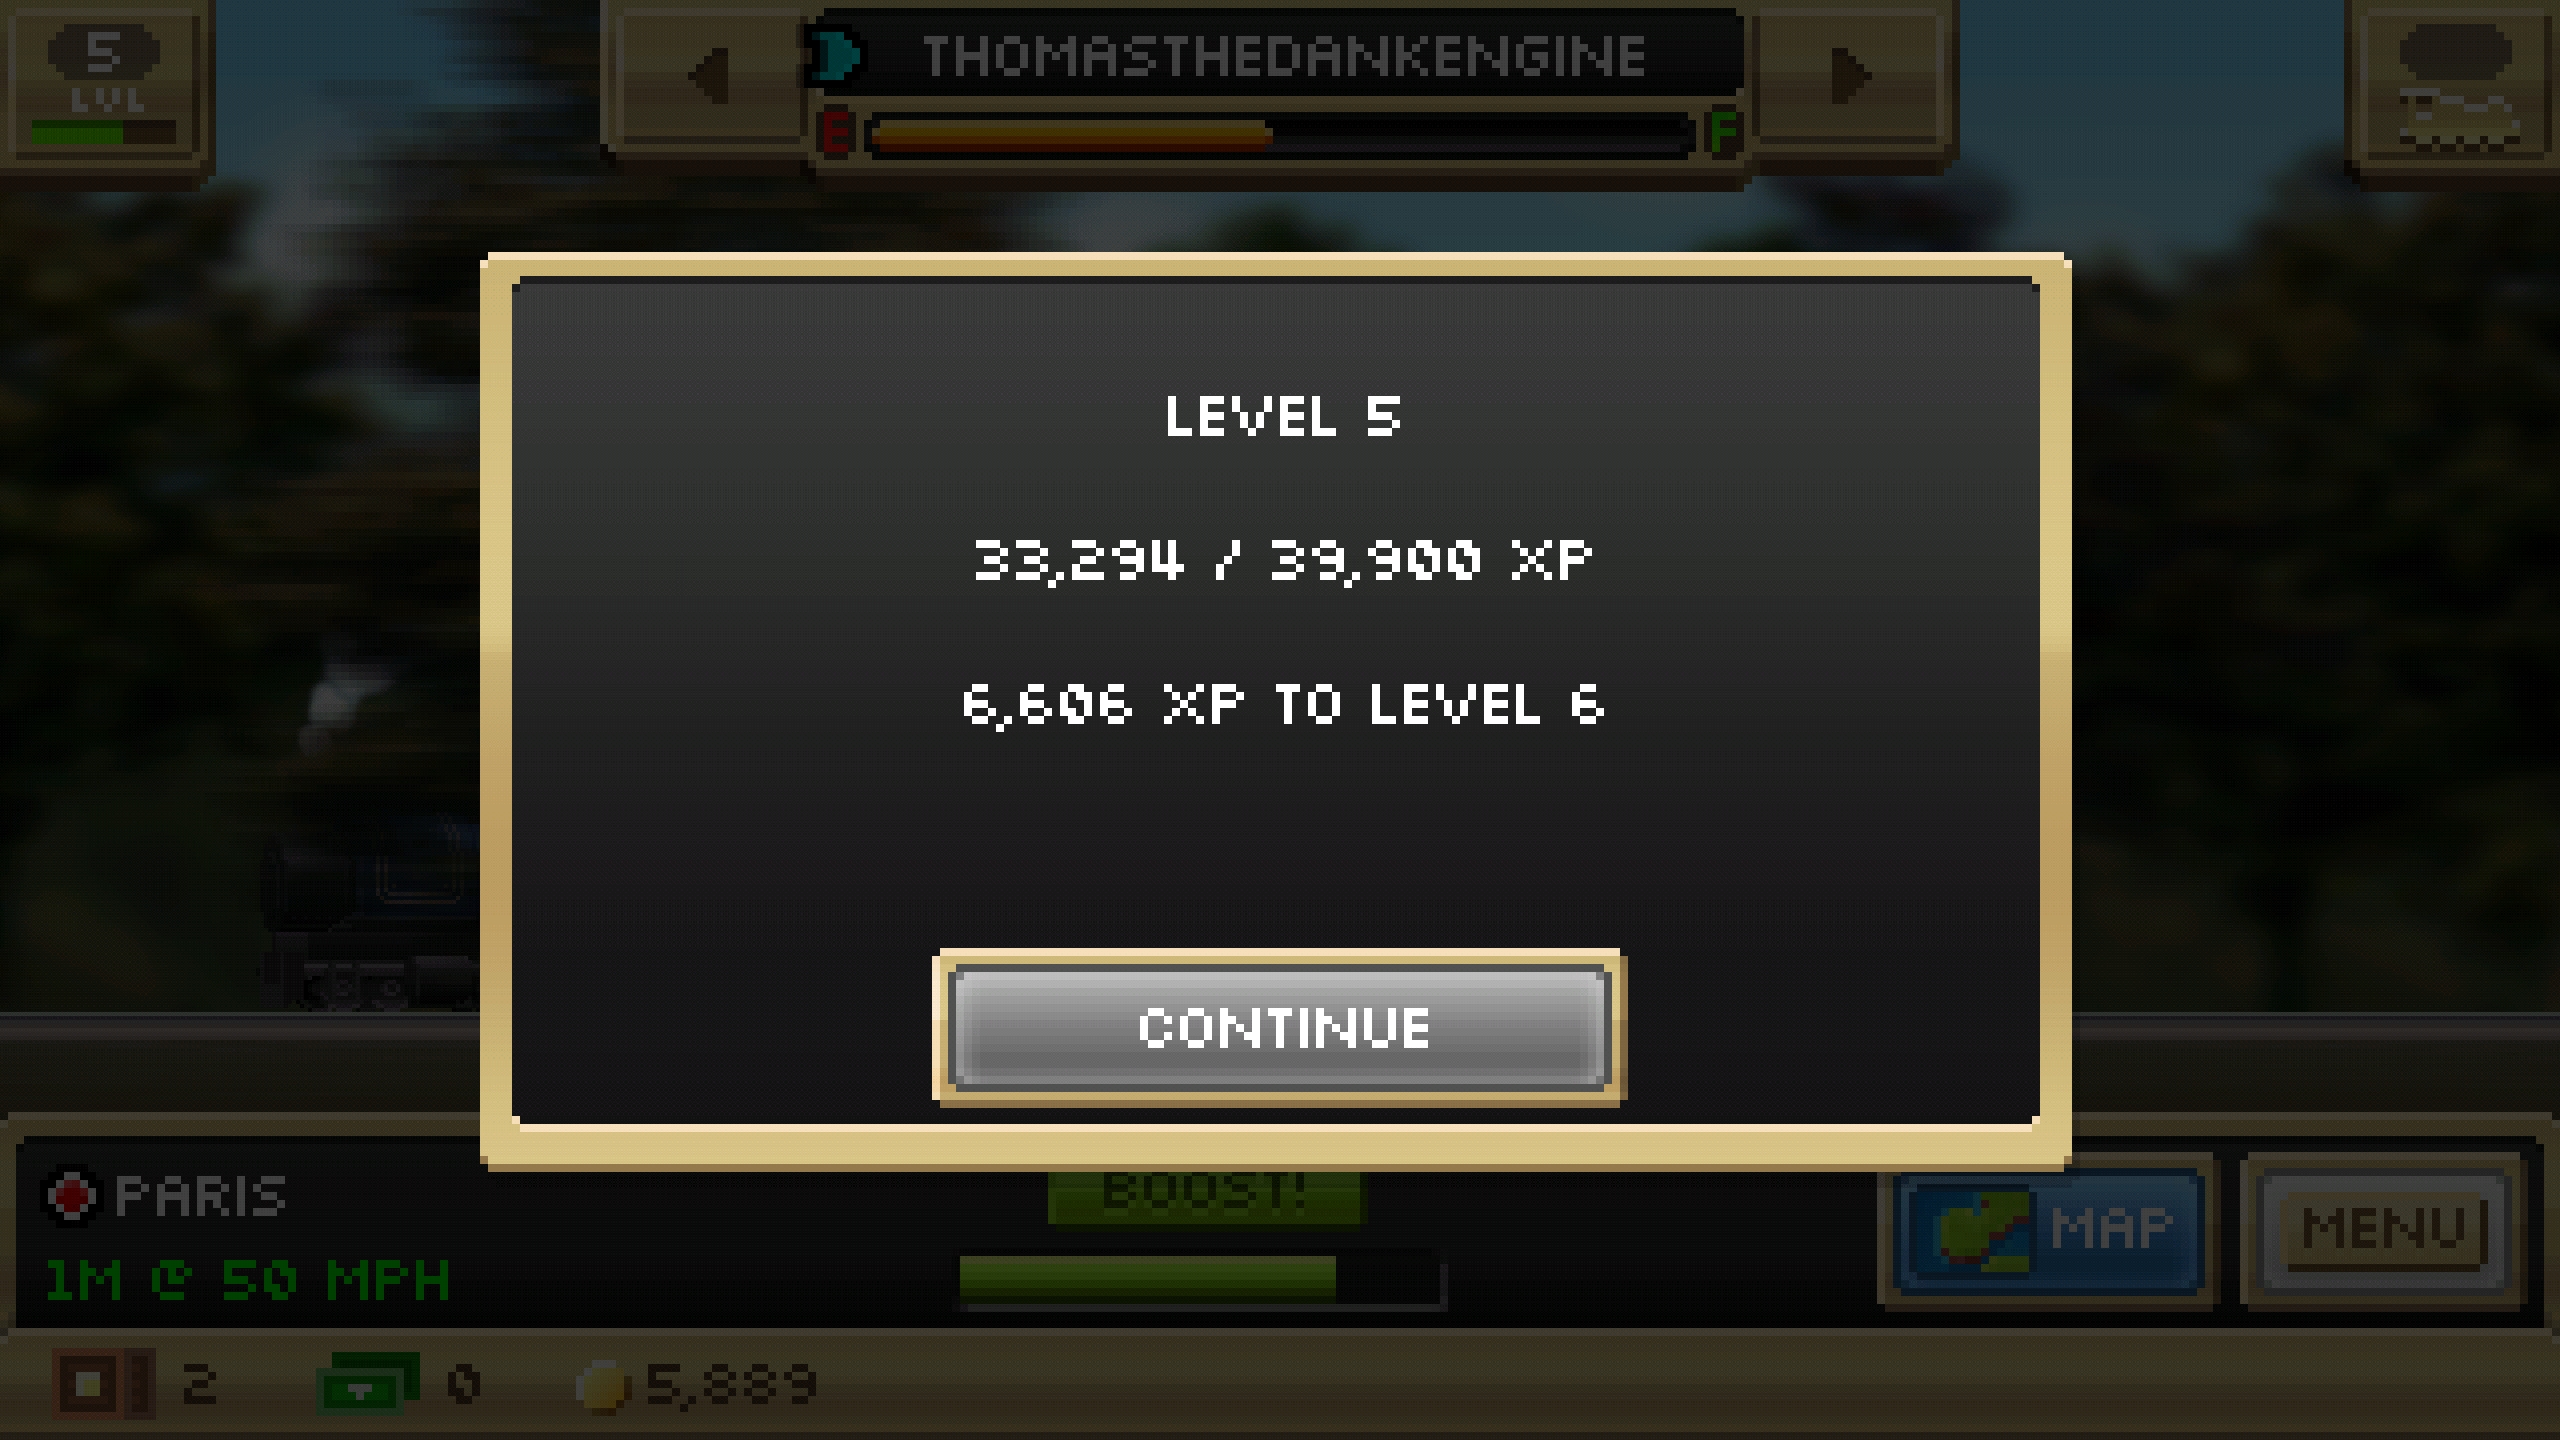 5
LVL
THOMASTHEDANKENGINE
E
F
LEVEL 5
33,294 / 39,900 XP
6,606 XP TO LEVEL 6
CONTINUE
PARIS
1M @ 50 MPH
BOOST!
MAP
MENU
2
0
5,889